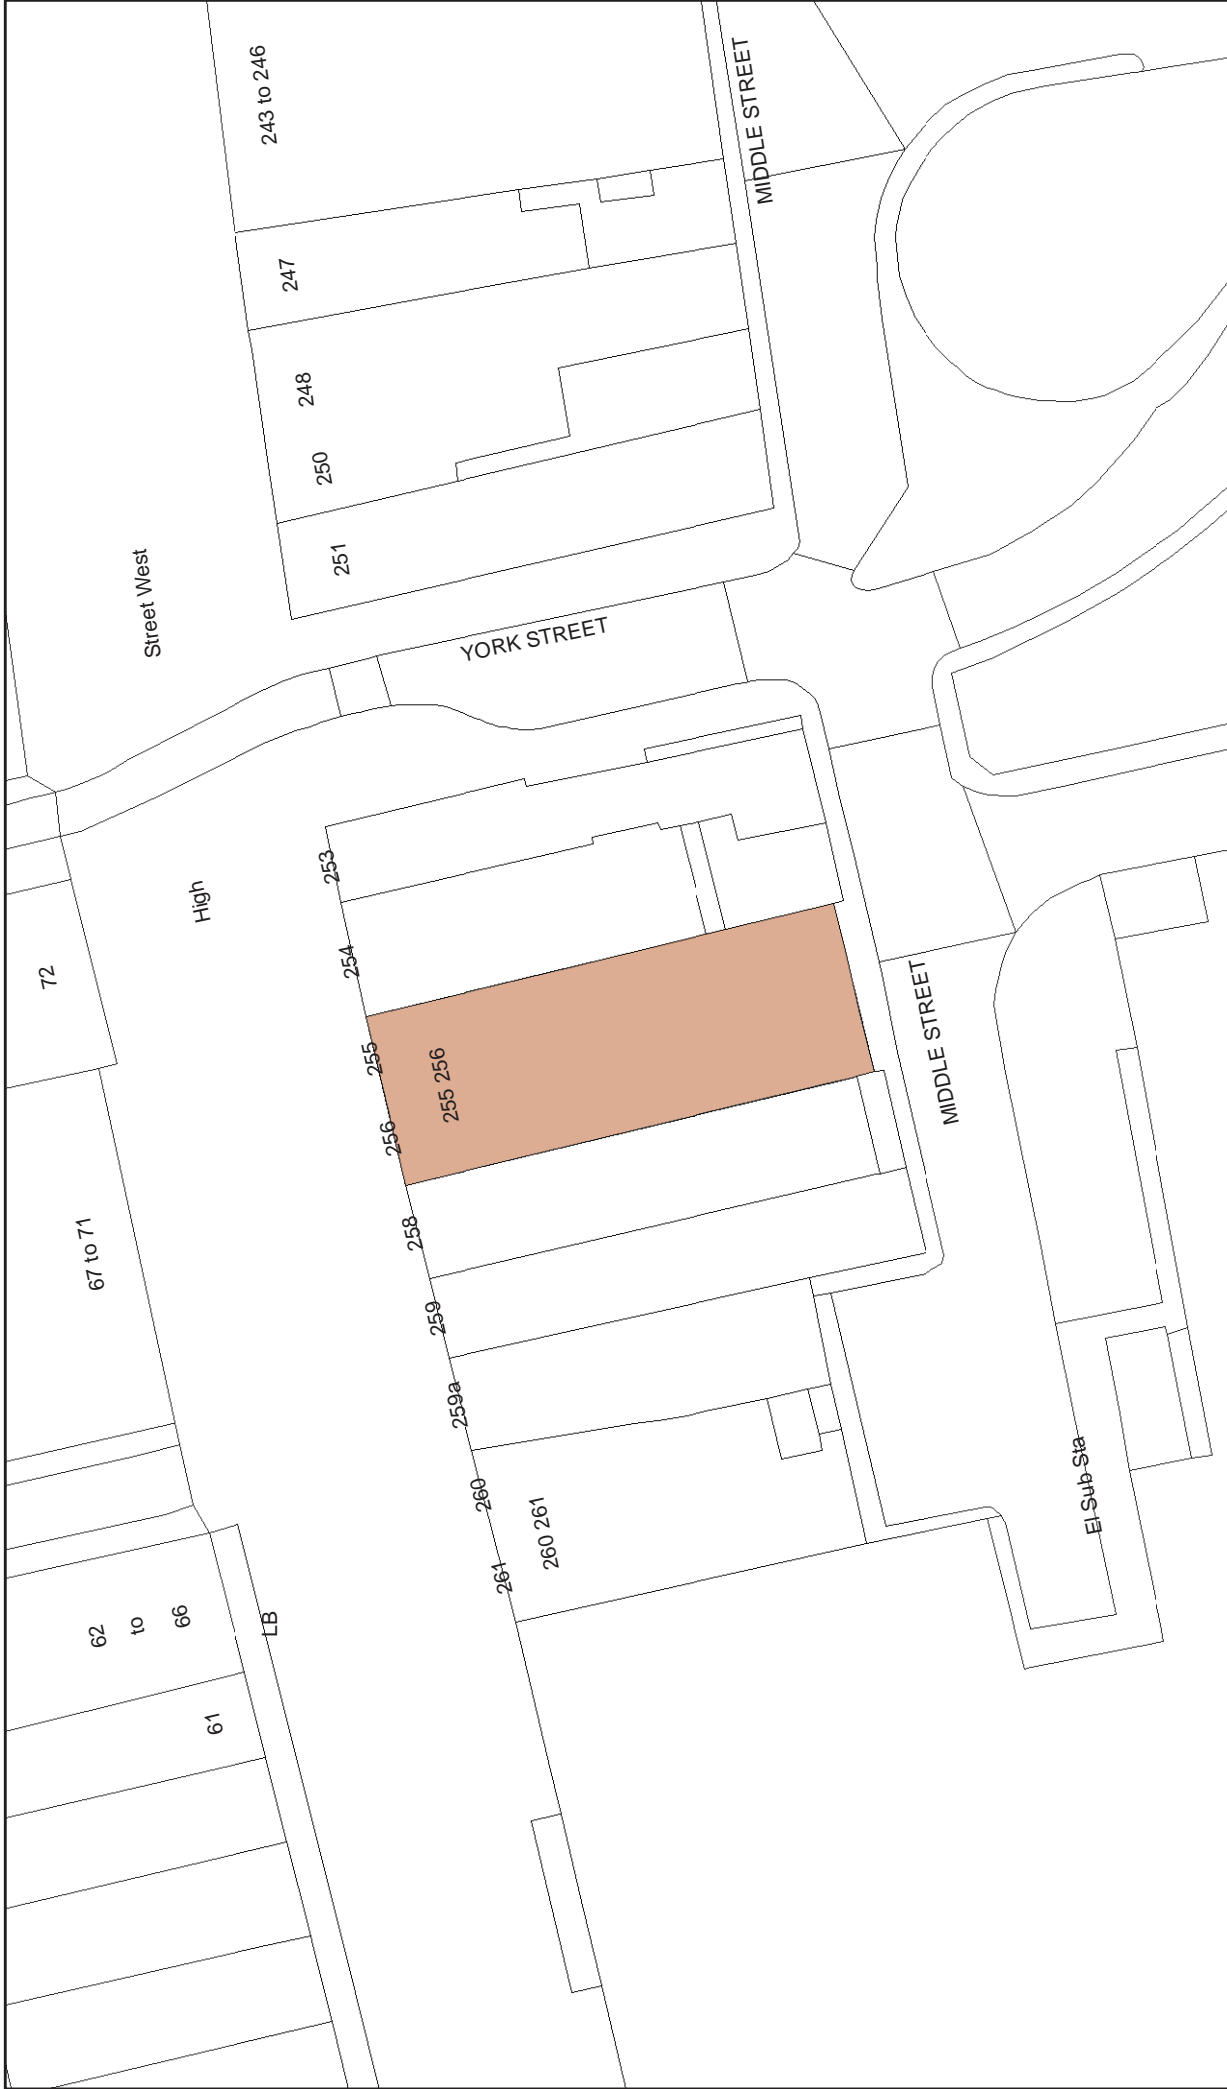 243 to 246
MIDDLE STREET
247
248
250
251
Street West
YORK STREET
High
253
254
72
255
256
255 256
MIDDLE STREET
258
67 to 71
259
259a
260
261
260 261
El Sub Sta
62
to
66
LB
61